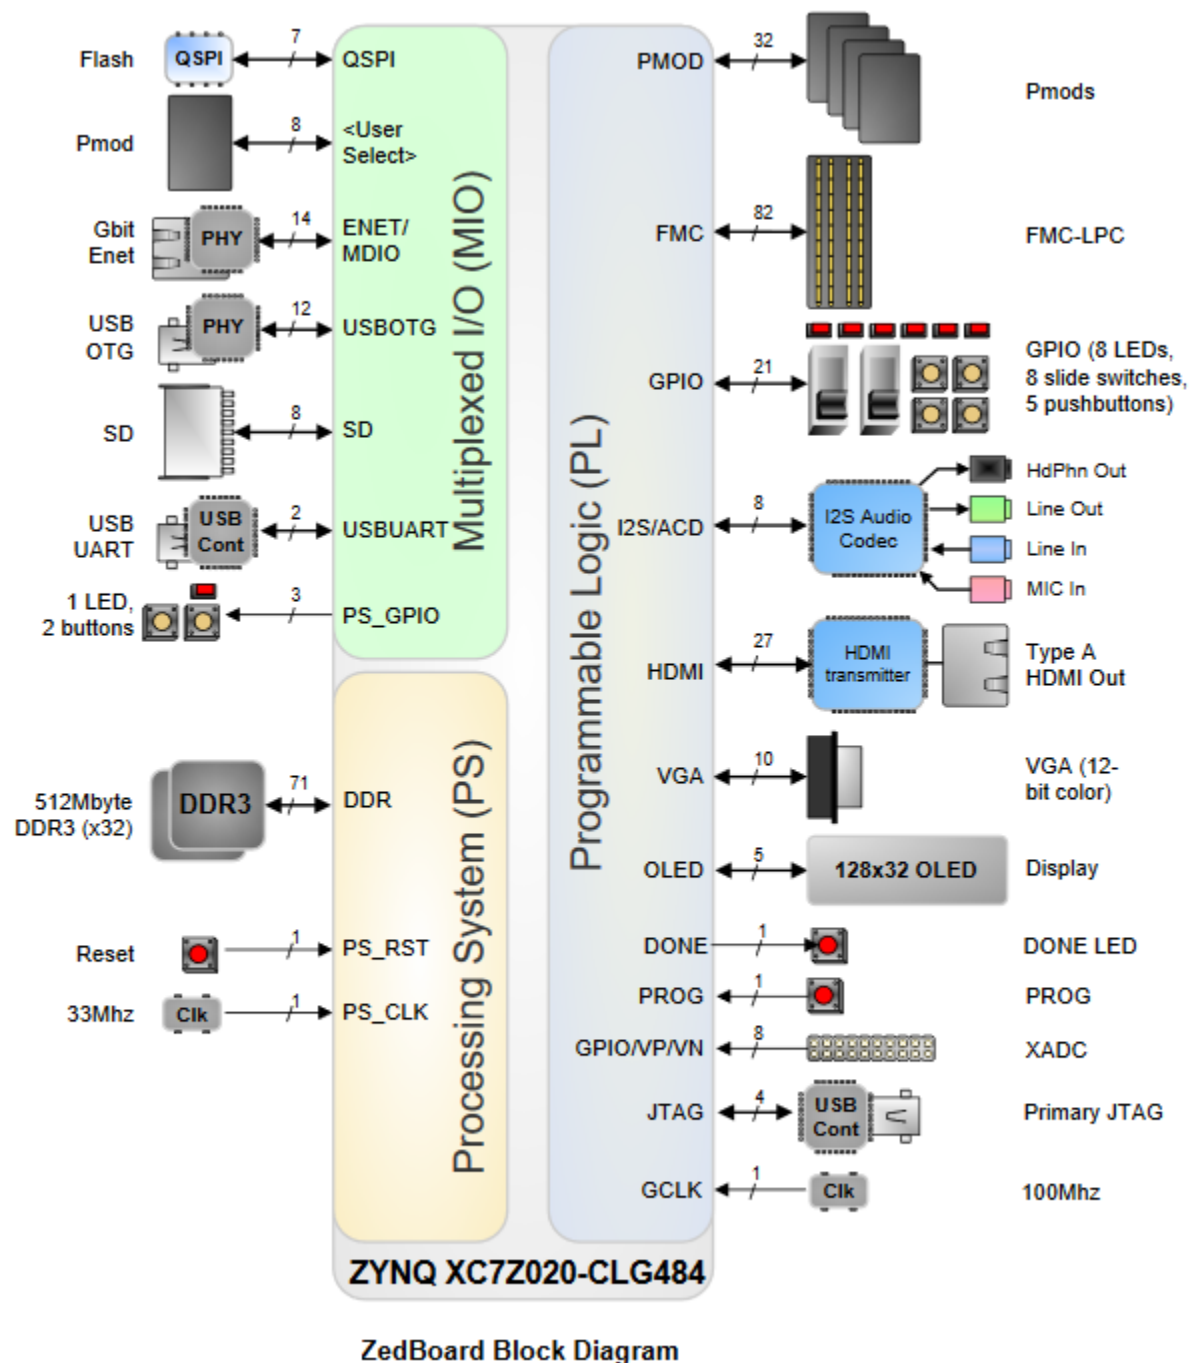 Flash
QSPI
7
QSPI
Pmod
8
<User
Select>
Gbit
Enet
PHY
14
ENET/
MDIO
USB
OTG
PHY
12
USBOTG
SD
8
SD
USB
UART
USB
Cont
2
USBUART
1 LED,
2 buttons
3
PS_GPIO
Multiplexed I/O (MIO)
512Mbyte
DDR3 (x32)
DDR3
71
DDR
Reset
1
PS_RST
33Mhz
Clk
1
PS_CLK
Processing System (PS)
Programmable Logic (PL)
PMOD
32
Pmods
FMC
82
FMC-LPC
GPIO
21
GPIO (8 LEDs,
8 slide switches,
5 pushbuttons)
I2S/ACD
8
I2S Audio
Codec
HdPhn Out
Line Out
Line In
MIC In
HDMI
27
HDMI
transmitter
Type A
HDMI Out
VGA
10
VGA (12-
bit color)
OLED
5
128x32 OLED
Display
DONE
1
DONE LED
PROG
1
PROG
GPIO/VP/VN
8
XADC
JTAG
4
USB
Cont
Primary JTAG
GCLK
1
Clk
100Mhz
ZYNQ XC7Z020-CLG484
ZedBoard Block Diagram